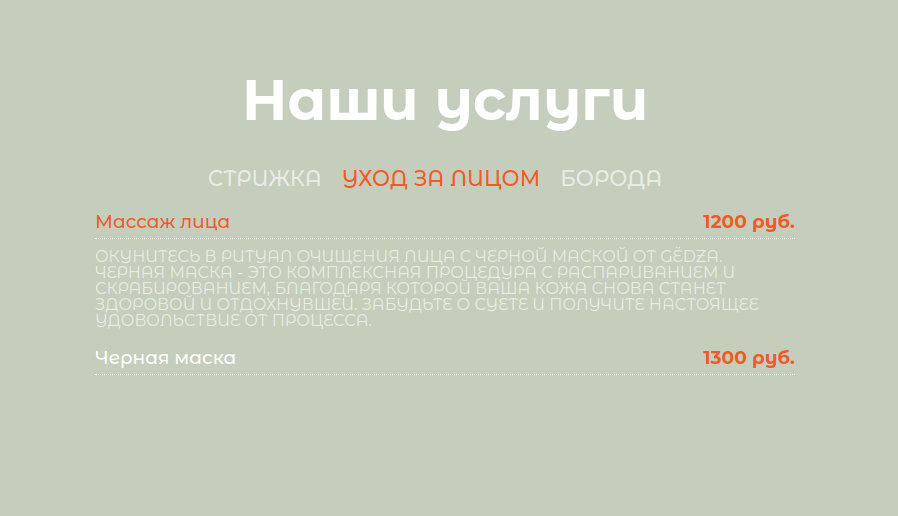 Наши услуги
СТРИЖКА УХОД ЗА ЛИЦОМ БОРОДА
Массаж лица 1200 руб.
ОКУНИТЕСЬ В РИТУАЛ ОЧИЩЕНИЯ ЛИЦА С ЧЕРНОЙ МАСКОЙ ОТ GĒDZA.
ЧЕРНАЯ МАСКА - ЭТО КОМПЛЕКСНАЯ ПРОЦЕДУРА С РАСПАРИВАНИЕМ И
СКРАБИРОВАНИЕМ, БЛАГОДАРЯ КОТОРОЙ ВАША КОЖА СНОВА СТАНЕТ
ЗДОРОВОЙ И ОТДОХНУВШЕЙ. ЗАБУДЬТЕ О СУЕТЕ И ПОЛУЧИТЕ НАСТОЯЩЕЕ
УДОВОЛЬСТВИЕ ОТ ПРОЦЕССА.
Черная маска 1300 руб.